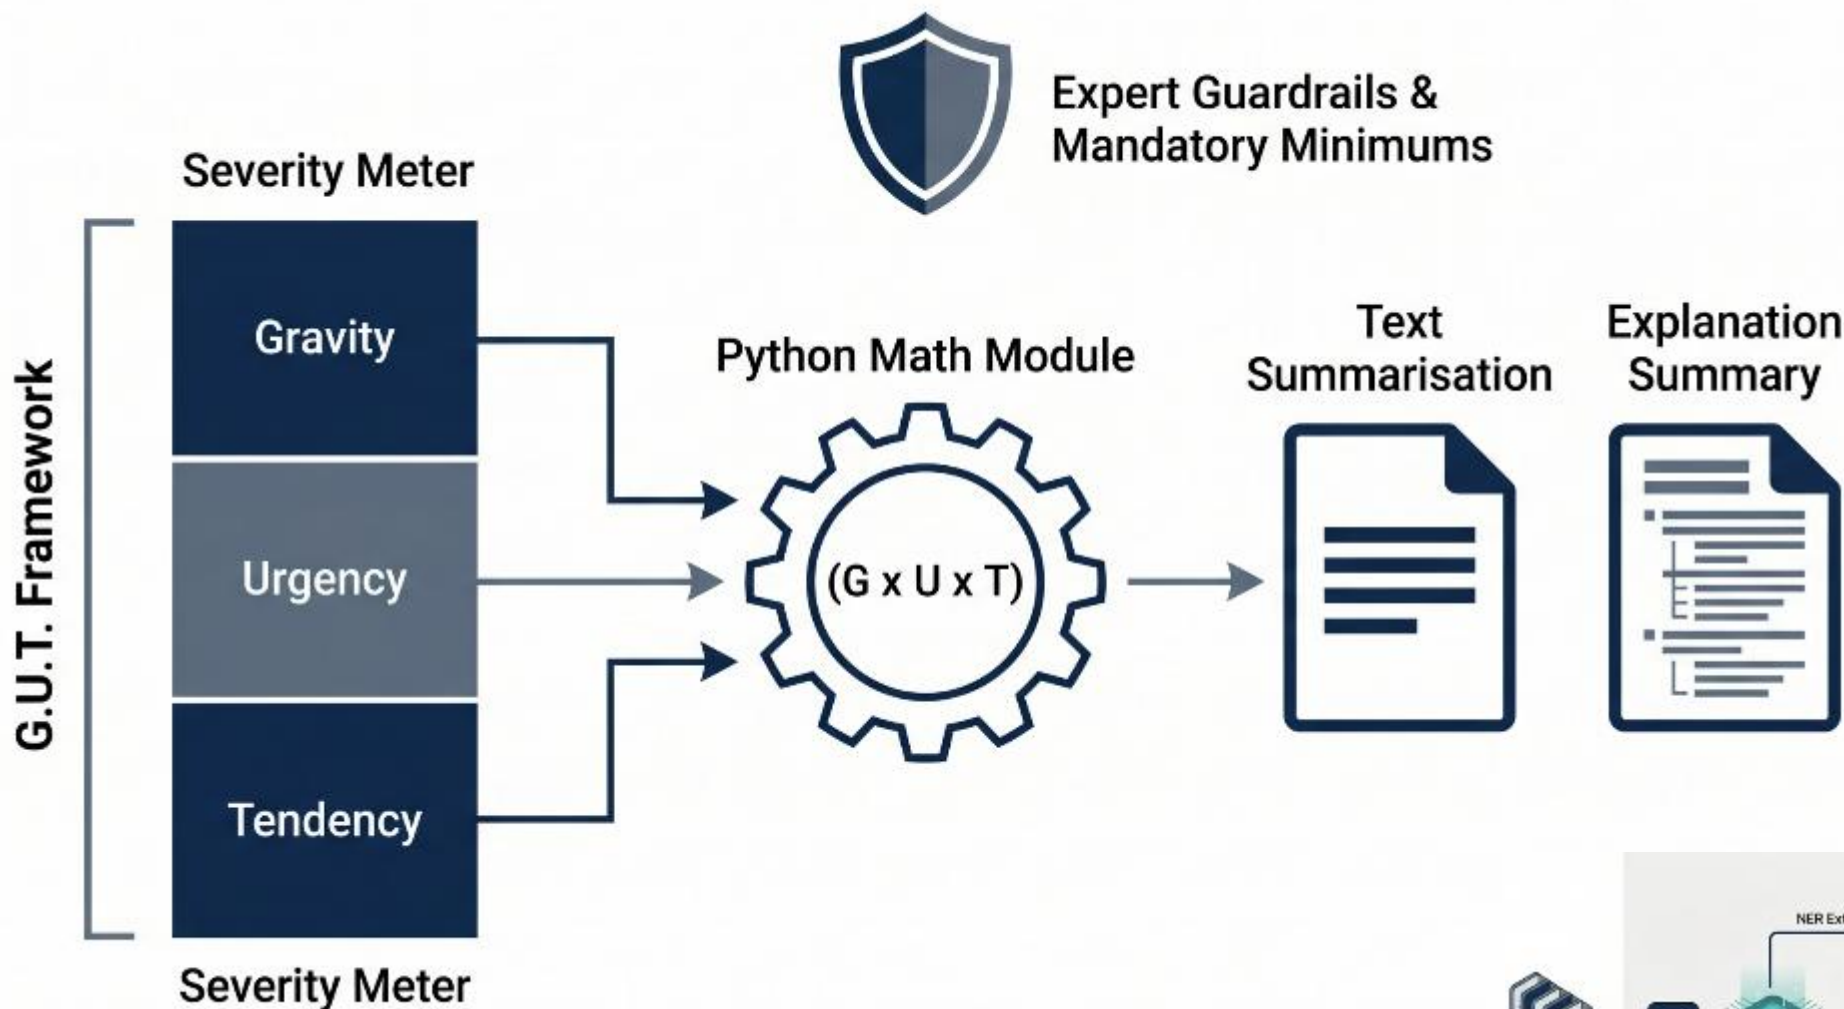 Expert Guardrails &
Mandatory Minimums
Severity Meter
G.U.T. Framework
Gravity
Urgency
Tendency
Severity Meter
Python Math Module
(G x U x T)
Text
Summarisation
Explanation
Summary
NER